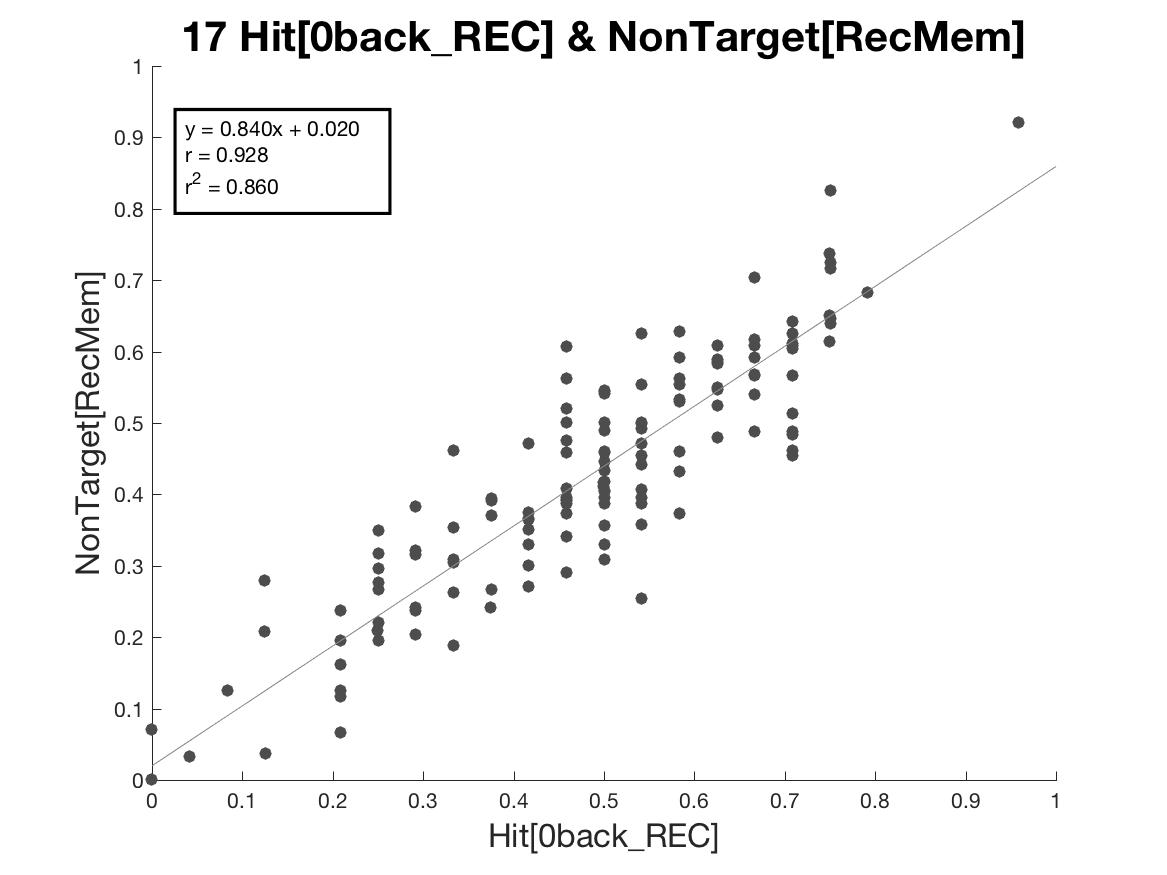 17 Hit[0back_REC] & NonTarget[RecMem]
y = 0.840x + 0.020
r = 0.928
r² = 0.860
NonTarget[RecMem]
1
0.9
0.8
0.7
0.6
0.5
0.4
0.3
0.2
0.1
0
0 0.1 0.2 0.3 0.4 0.5 0.6 0.7 0.8 0.9 1
Hit[0back_REC]